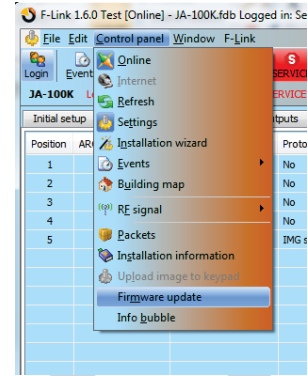 F-Link 1.6.0 Test [Online] - JA-100K.fdb Logged in: Se
File Edit Control panel Window F-Link
Login Event
Online
S
SERVICE
Internet
JA-100K
Refresh
ERVICE
Initial setup
Settings
tputs
Position
Installation wizard
Proto
1
Events
No
2
Building map
No
3
RF signal
No
4
No
5
Packets
IMG s
Installation information
Upload image to keypad
Firmware update
Info bubble